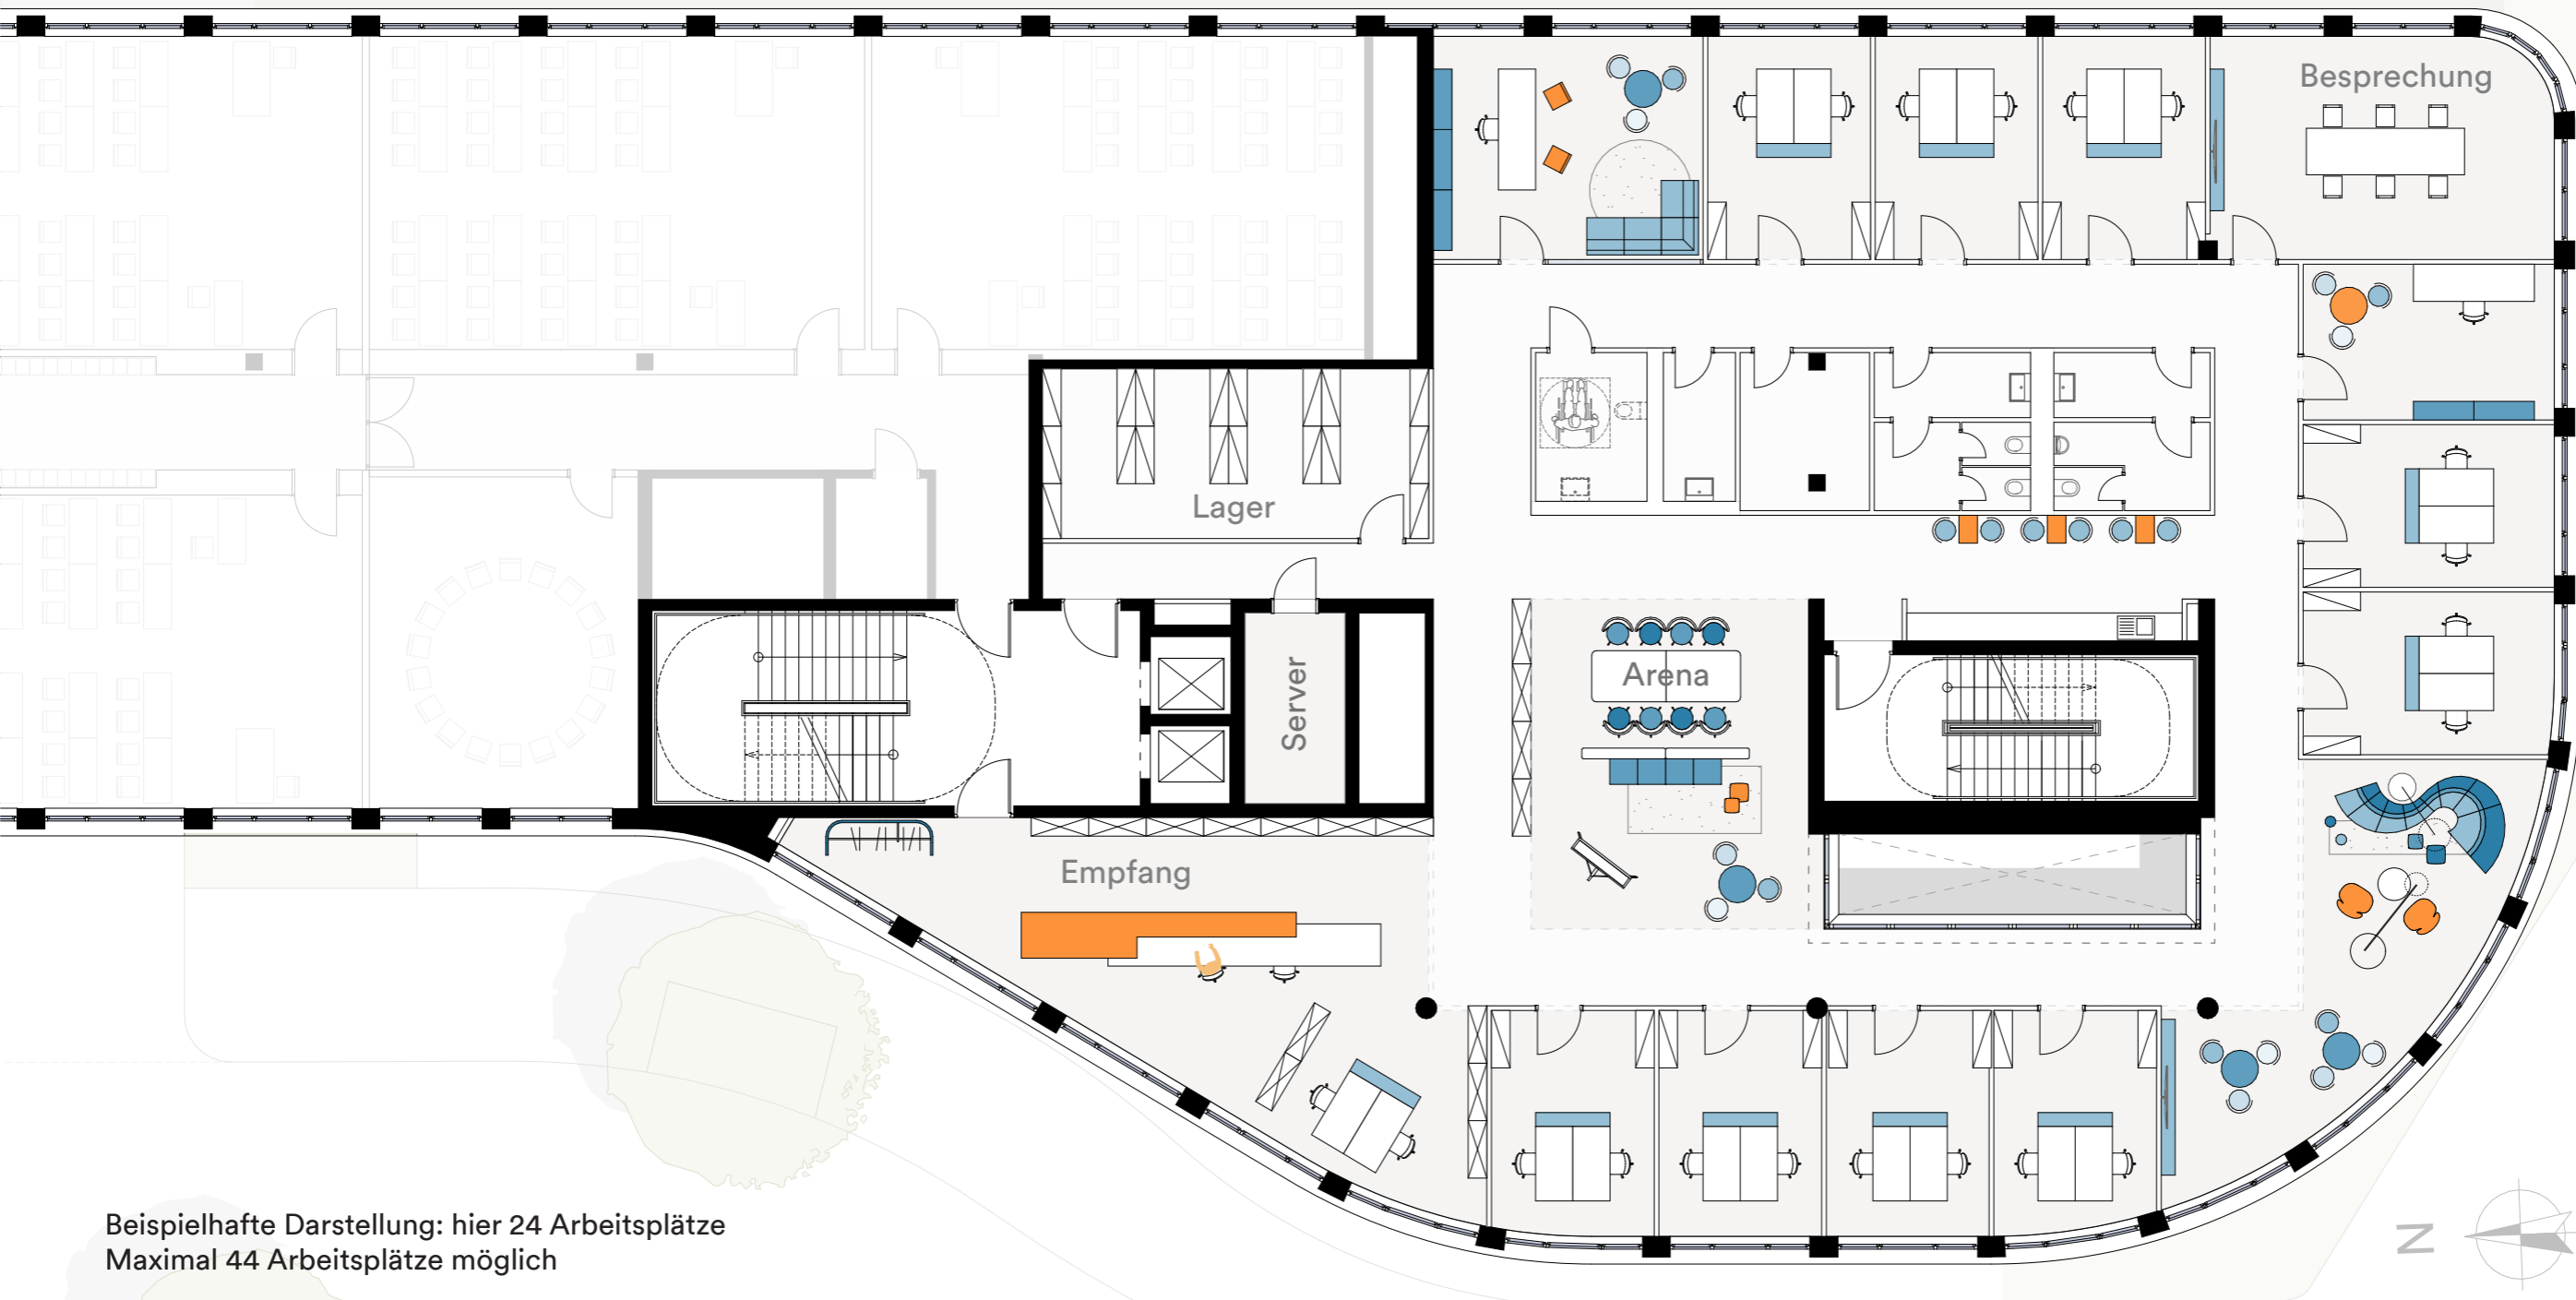 Besprechung
Lager
Arena
Server
Empfang
Beispielhafte Darstellung: hier 24 Arbeitsplätze
Maximal 44 Arbeitsplätze möglich
N